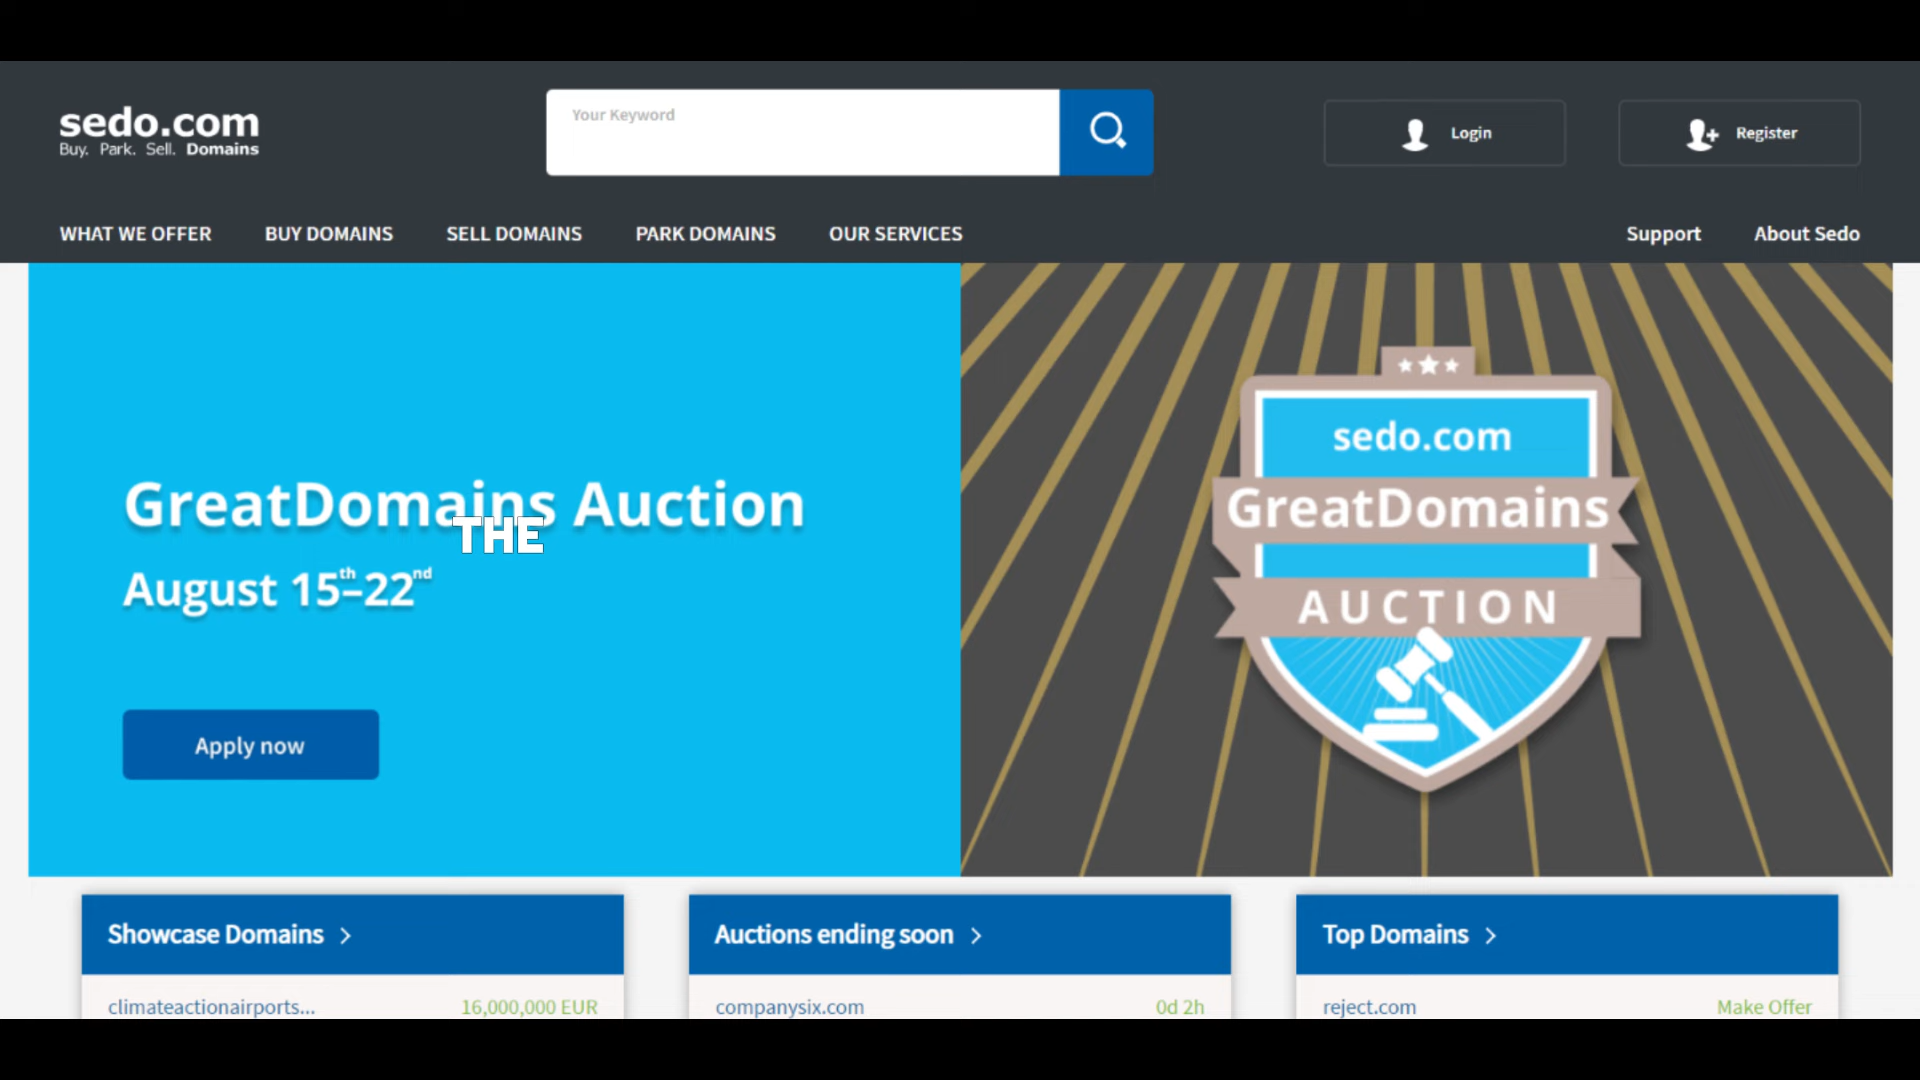 sedo.com
Buy. Park. Sell. Domains
Your Keyword
Login
Register
WHAT WE OFFER
BUY DOMAINS
SELL DOMAINS
PARK DOMAINS
OUR SERVICES
Support
About Sedo
GreatDomains Auction
THE
August 15th–22nd
Apply now
sedo.com
GreatDomains
AUCTION
Showcase Domains
climateactionairports...
16,000,000 EUR
Auctions ending soon
companysix.com
0d 2h
Top Domains
reject.com
Make Offer